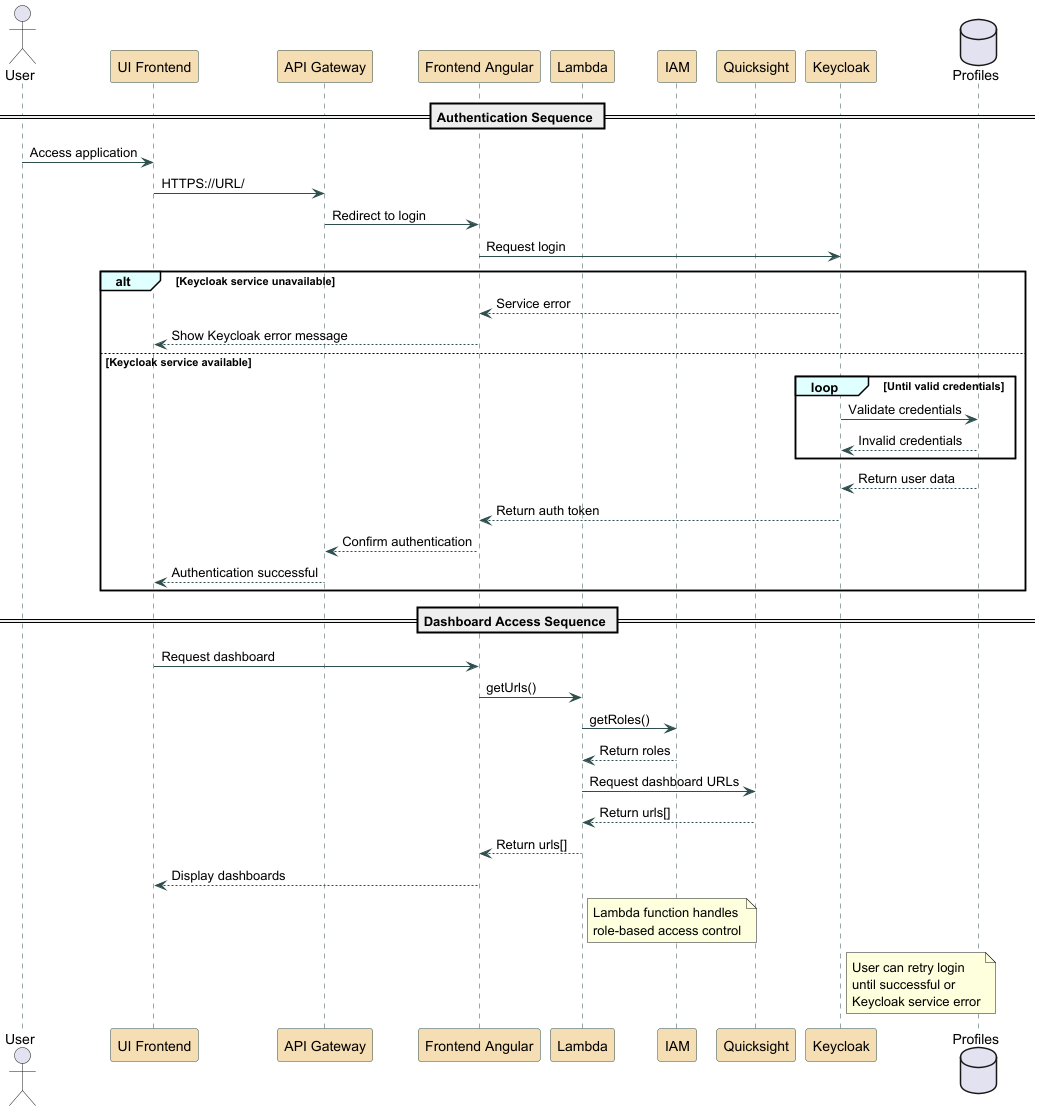 User
UI Frontend
API Gateway
Frontend Angular
Lambda
IAM
Quicksight
Keycloak
Profiles
Authentication Sequence
Access application
HTTPS://URL/
Redirect to login
Request login
alt
[Keycloak service unavailable]
Service error
Show Keycloak error message
[Keycloak service available]
loop
[Until valid credentials]
Validate credentials
Invalid credentials
Return user data
Return auth token
Confirm authentication
Authentication successful
Dashboard Access Sequence
Request dashboard
getUrls()
getRoles()
Return roles
Request dashboard URLs
Return urls[]
Return urls[]
Display dashboards
Lambda function handles
role-based access control
User can retry login
until successful or
Keycloak service error
User
UI Frontend
API Gateway
Frontend Angular
Lambda
IAM
Quicksight
Keycloak
Profiles